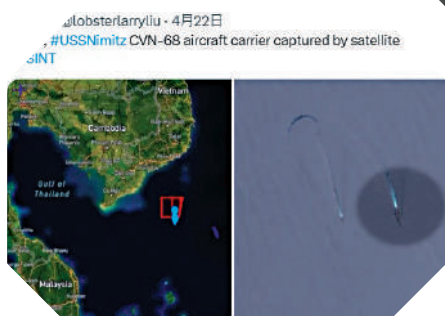 @lobsterlarryliu · 4月22日
, #USSNimitz CVN-68 aircraft carrier captured by satellite
SINT
Vietnam
Cambodia
Gulf of
Thailand
Malaysia